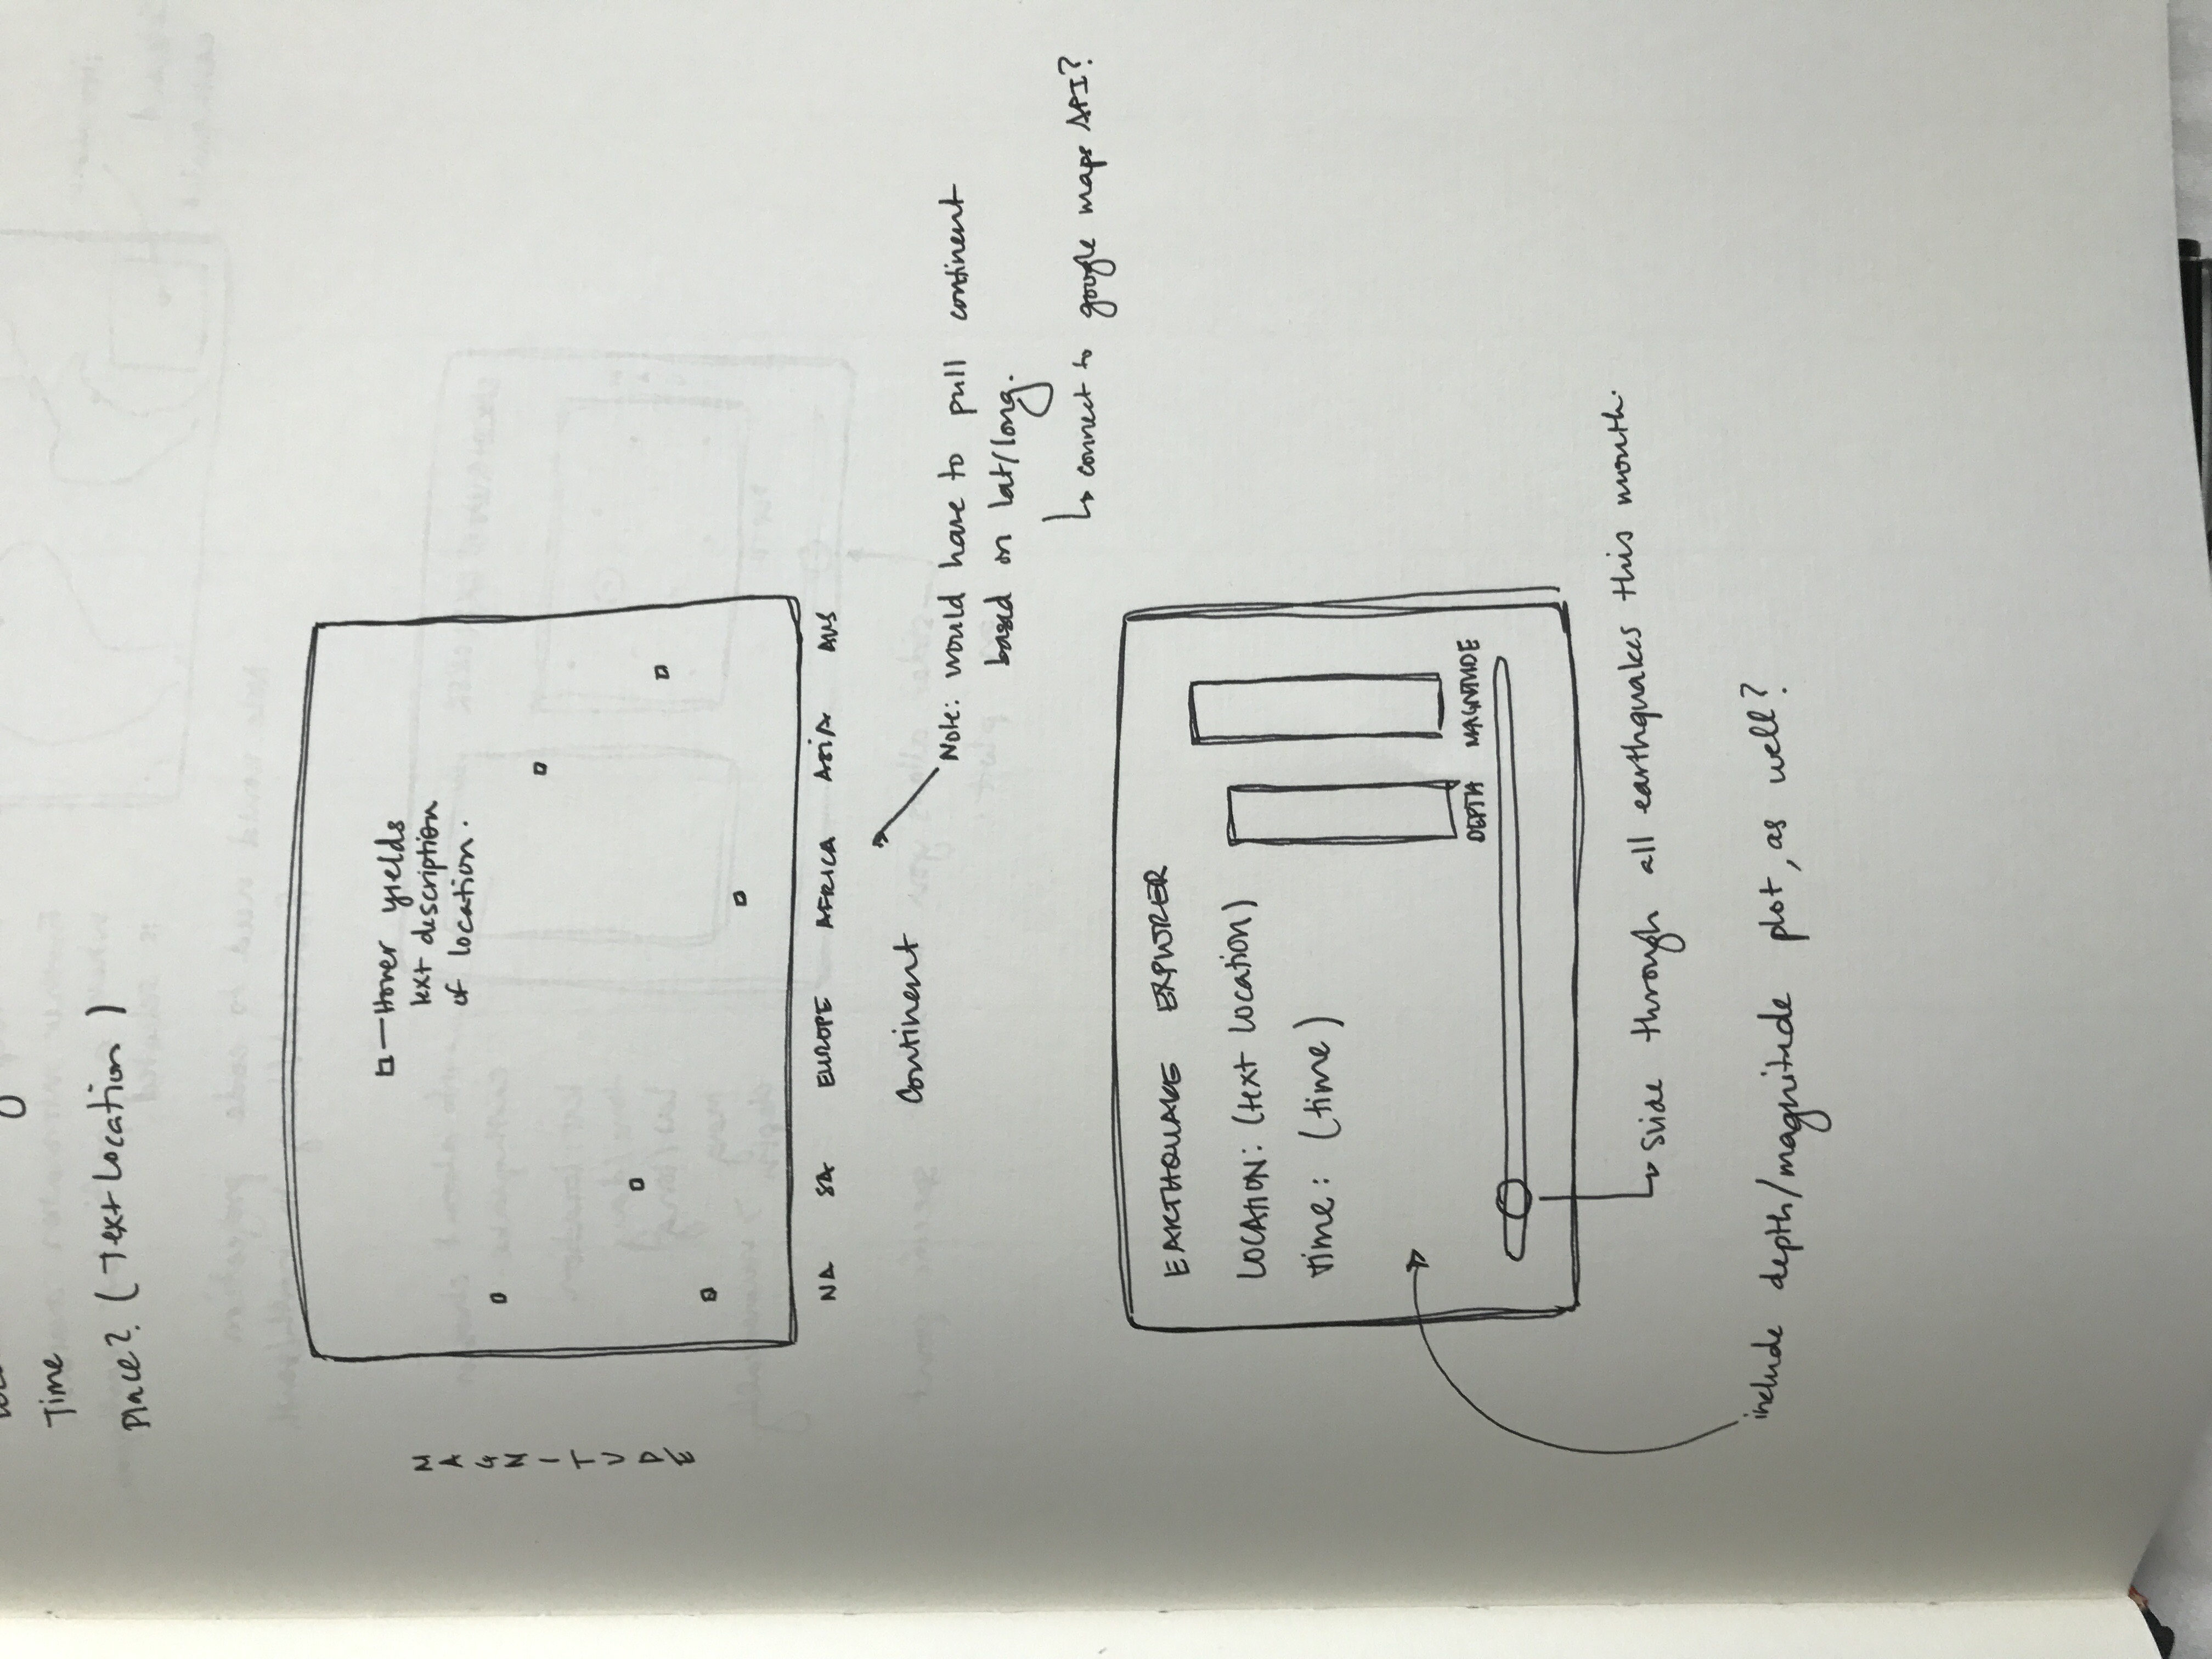 Time
Place? (Text Location)
MAGNITUDE
Hover yields
text description
of location.
NA SA EUROPE AFRICA ASIA AUS
Continent
Note: would have to pull continent
based on lat/long.
connect to google maps API?
EARTHQUAKE EXPLORER
LOCATION: (text location)
Time: (time)
DEPTH MAGNITUDE
Slide through all earthquakes this month.
include depth/magnitude plot, as well?